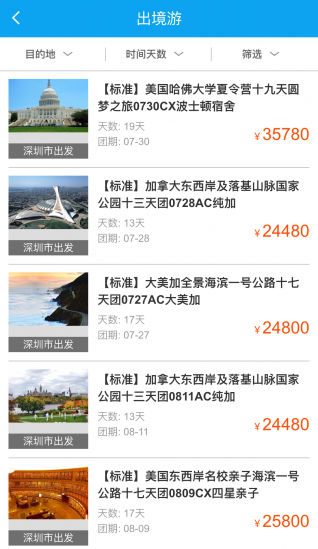 出境游
目的地 时间天数 筛选
【标准】美国哈佛大学夏令营十九天圆
梦之旅0730CX波士顿宿舍
天数: 19天
团期: 07-30
¥35780
深圳市出发
【标准】加拿大东西岸及落基山脉国家
公园十三天团0728AC纯加
天数: 13天
团期: 07-28
¥24480
深圳市出发
【标准】大美加全景海滨一号公路十七
天团0727AC大美加
天数: 17天
团期: 07-27
¥24800
深圳市出发
【标准】加拿大东西岸及落基山脉国家
公园十三天团0811AC纯加
天数: 13天
团期: 08-11
¥24480
深圳市出发
【标准】美国东西岸名校亲子海滨一号
公路十七天团0809CX四星亲子
天数: 17天
团期: 08-09
¥25800
深圳市出发